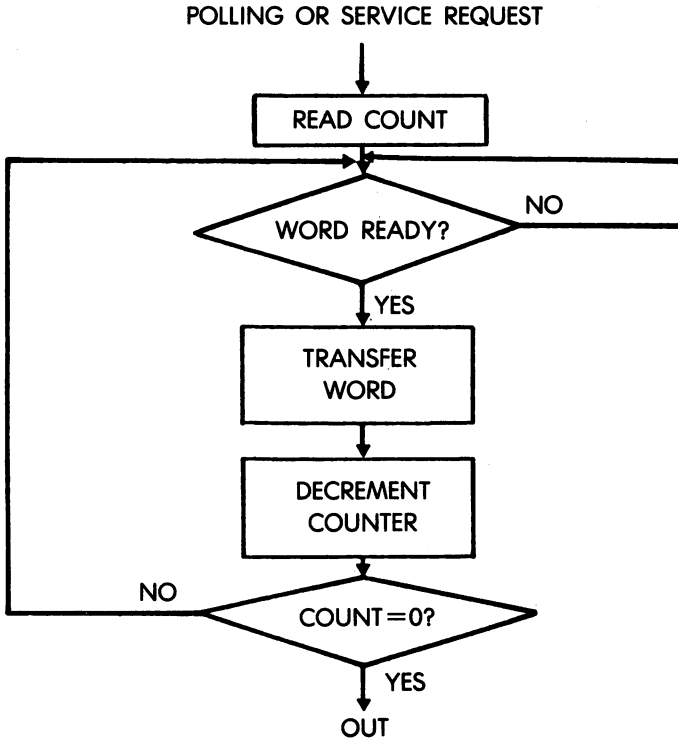 POLLING OR SERVICE REQUEST
READ COUNT
WORD READY?
NO
YES
TRANSFER
WORD
DECREMENT
COUNTER
NO
COUNT=0?
YES
OUT